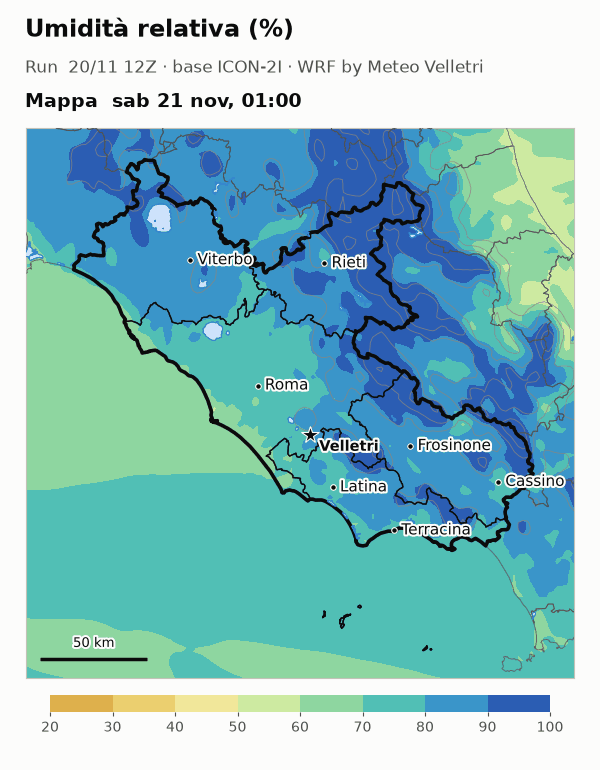 Umidità relativa (%)
Run  20/11 12Z · base ICON-2I · WRF by Meteo Velletri
Mappa  sab 21 nov, 01:00
Viterbo
Rieti
Roma
Velletri
Frosinone
Cassino
Latina
Terracina
50 km
20 30 40 50 60 70 80 90 100